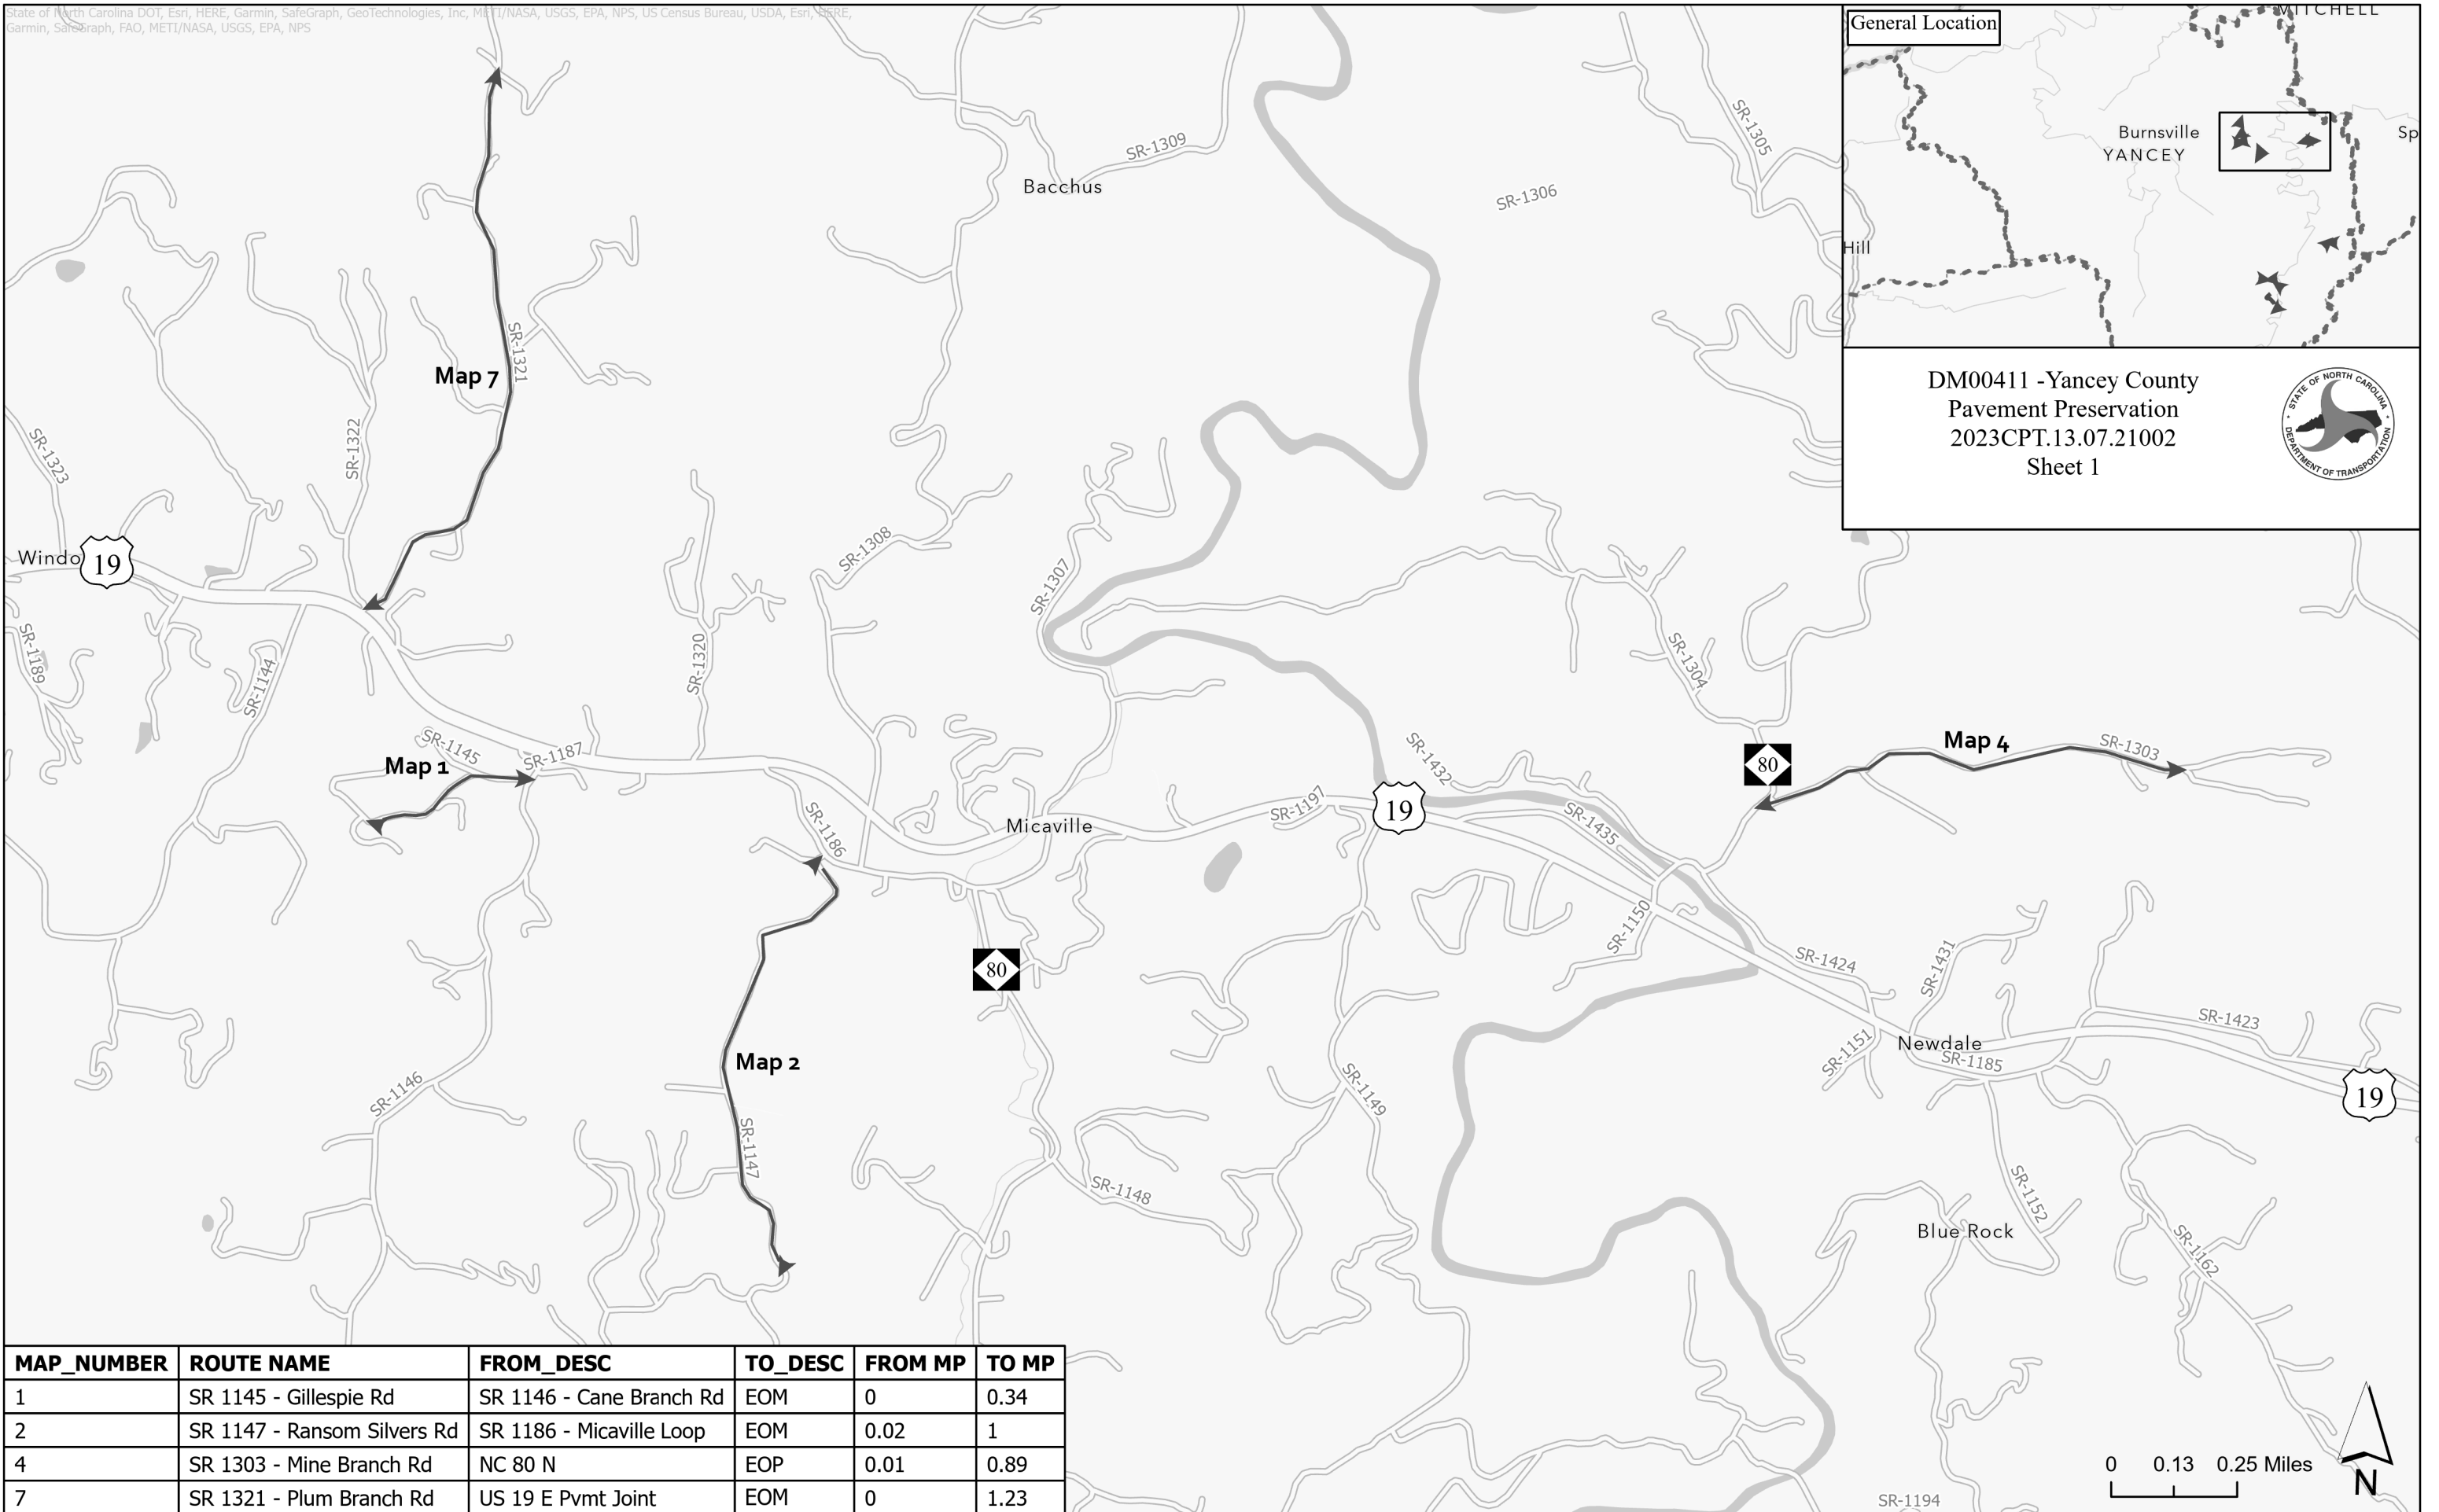 State of North Carolina DOT, Esri, HERE, Garmin, SafeGraph, GeoTechnologies, Inc, METI/NASA, USGS, EPA, NPS, US Census Bureau, USDA, Esri, HERE,
Garmin, SafeGraph, FAO, METI/NASA, USGS, EPA, NPS
General Location
MITCHELL
Burnsville
YANCEY
Sp
Hill
DM00411 -Yancey County
Pavement Preservation
2023CPT.13.07.21002
Sheet 1
STATE OF NORTH CAROLINA
DEPARTMENT OF TRANSPORTATION
SR-1309
Bacchus
SR-1305
SR-1306
SR-1321
Map 7
SR-1322
SR-1323
Windo
19
SR-1308
SR-1307
SR-1189
SR-1144
SR-1320
SR-1304
SR-1145
SR-1187
Map 1
SR-1432
80
Map 4
SR-1303
SR-1186
Micaville
SR-1197
19
SR-1435
SR-1150
80
SR-1424
SR-1431
Map 2
SR-1146
SR-1147
SR-1149
SR-1148
SR-1151
Newdale
SR-1185
SR-1423
19
SR-1152
Blue Rock
SR-1162
SR-1194
MAP_NUMBER ROUTE NAME FROM_DESC TO_DESC FROM MP TO MP
1 SR 1145 - Gillespie Rd SR 1146 - Cane Branch Rd EOM 0 0.34
2 SR 1147 - Ransom Silvers Rd SR 1186 - Micaville Loop EOM 0.02 1
4 SR 1303 - Mine Branch Rd NC 80 N EOP 0.01 0.89
7 SR 1321 - Plum Branch Rd US 19 E Pvmt Joint EOM 0 1.23
0 0.13 0.25 Miles
N